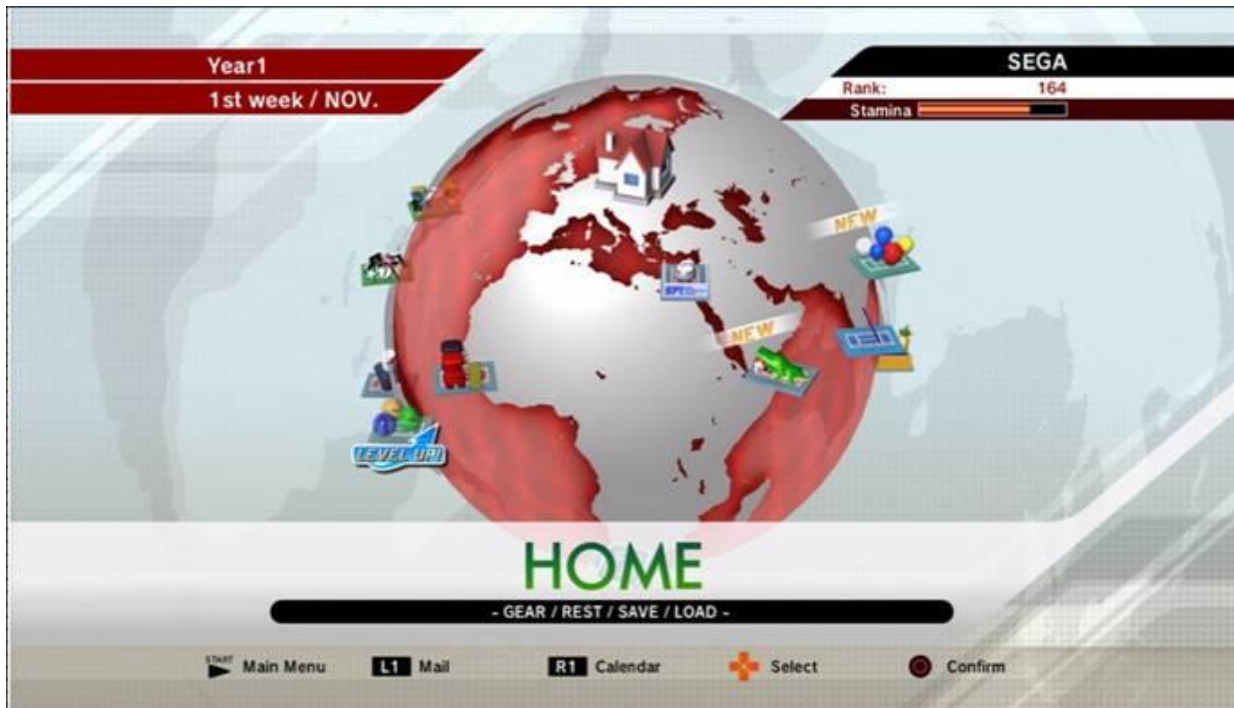 Year1
1st week / NOV.
SEGA
Rank: 164
Stamina
NEW
NEW
LEVEL UP!
HOME
- GEAR / REST / SAVE / LOAD -
START Main Menu L1 Mail R1 Calendar Select Confirm